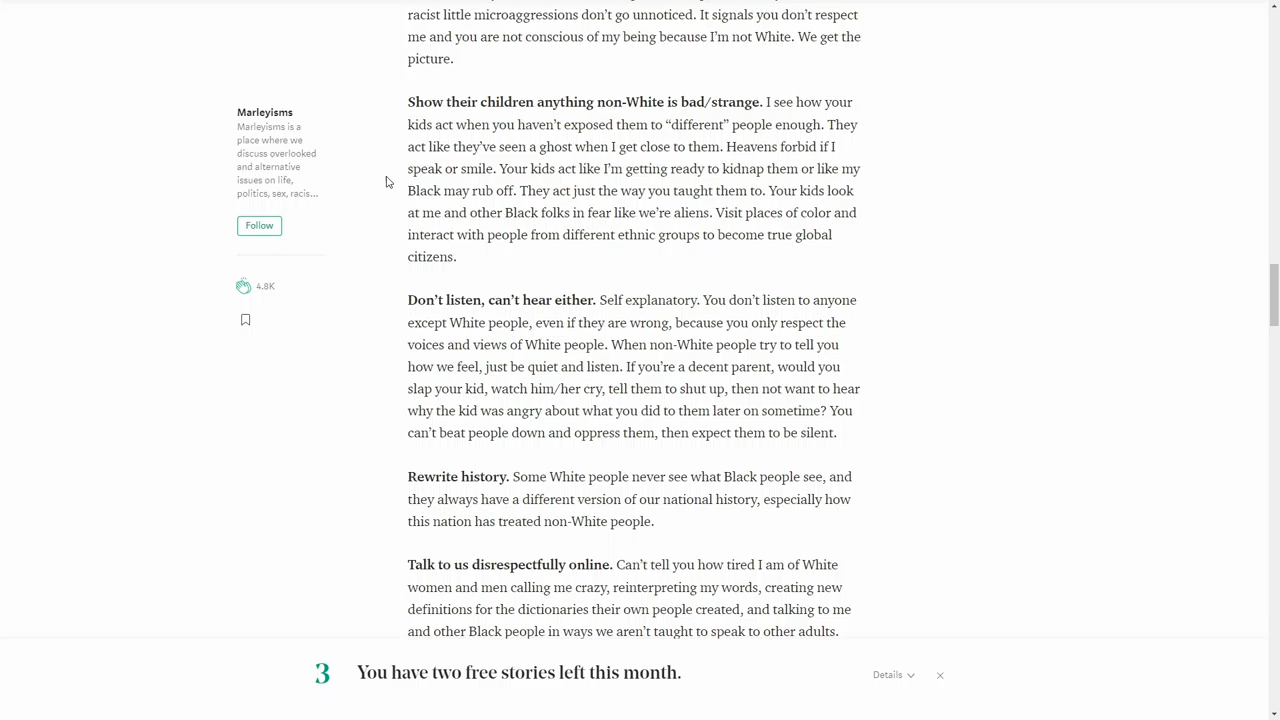 racist little microaggressions don’t go unnoticed. It signals you don’t respect
me and you are not conscious of my being because I’m not White. We get the
picture.
Show their children anything non-White is bad/strange. I see how your
kids act when you haven’t exposed them to “different” people enough. They
act like they’ve seen a ghost when I get close to them. Heavens forbid if I
speak or smile. Your kids act like I’m getting ready to kidnap them or like my
Black may rub off. They act just the way you taught them to. Your kids look
at me and other Black folks in fear like we’re aliens. Visit places of color and
interact with people from different ethnic groups to become true global
citizens.
Don’t listen, can’t hear either. Self explanatory. You don’t listen to anyone
except White people, even if they are wrong, because you only respect the
voices and views of White people. When non-White people try to tell you
how we feel, just be quiet and listen. If you’re a decent parent, would you
slap your kid, watch him/her cry, tell them to shut up, then not want to hear
why the kid was angry about what you did to them later on sometime? You
can’t beat people down and oppress them, then expect them to be silent.
Rewrite history. Some White people never see what Black people see, and
they always have a different version of our national history, especially how
this nation has treated non-White people.
Talk to us disrespectfully online. Can’t tell you how tired I am of White
women and men calling me crazy, reinterpreting my words, creating new
definitions for the dictionaries their own people created, and talking to me
and other Black people in ways we aren’t taught to speak to other adults.
Marleyisms
Marleyisms is a
place where we
discuss overlooked
and alternative
issues on life,
politics, sex, racis...
Follow
4.8K
3 You have two free stories left this month.
Details